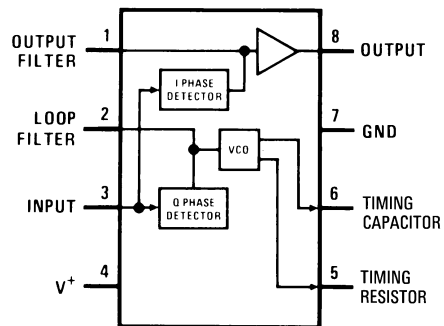 1
OUTPUT
FILTER
8
OUTPUT
I PHASE
DETECTOR
2
LOOP
FILTER
7
GND
VCO
3
INPUT
Q PHASE
DETECTOR
6
TIMING
CAPACITOR
4
V+
5
TIMING
RESISTOR